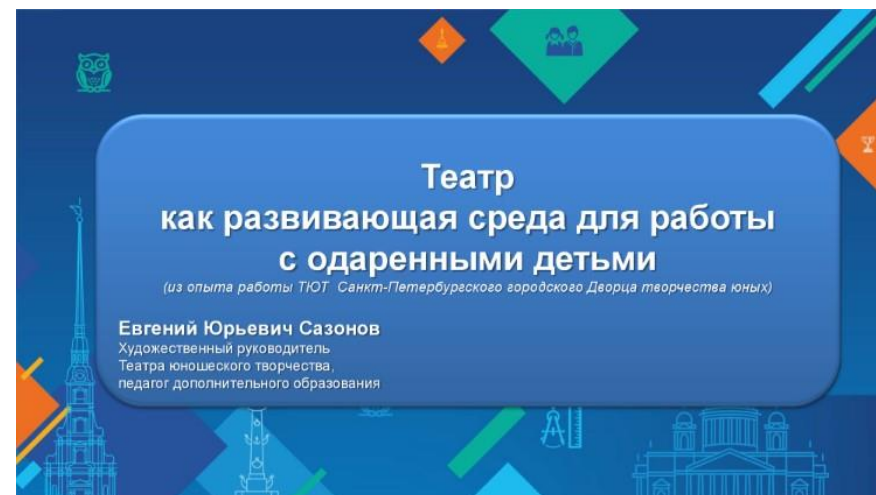 Театр
как развивающая среда для работы
с одаренными детьми
(из опыта работы ТЮТ Санкт-Петербургского городского Дворца творчества юных)
Евгений Юрьевич Сазонов
Художественный руководитель
Театра юношеского творчества,
педагог дополнительного образования